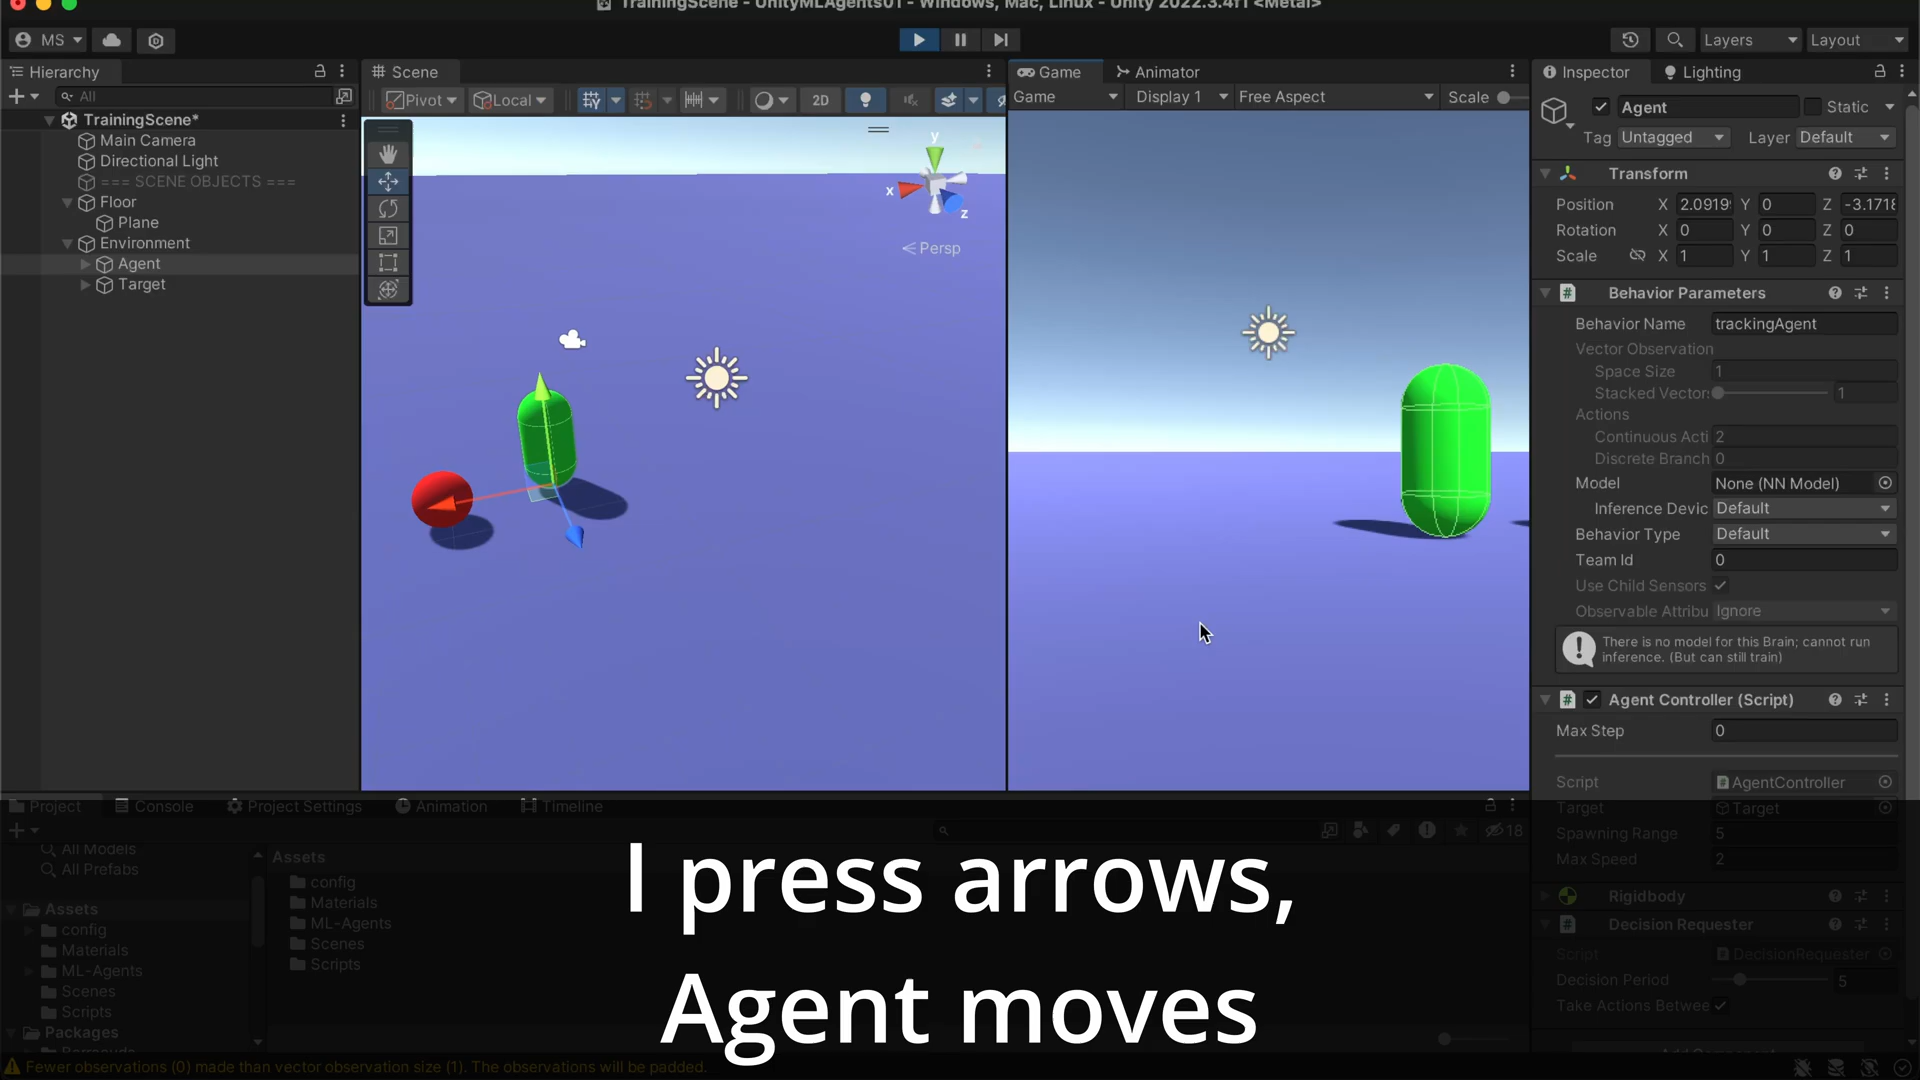 TrainingScene - UnityMLAgents01 - Windows, Mac, Linux - Unity 2022.3.4f1 <Metal>
MS
Layers
Layout
Hierarchy
All
TrainingScene*
Main Camera
Directional Light
=== SCENE OBJECTS ===
Floor
Plane
Environment
Agent
Target
Scene
Pivot
Local
2D
y
x
z
Persp
Game
Animator
Game
Display 1
Free Aspect
Scale
Inspector
Lighting
Agent
Static
Tag Untagged
Layer Default
Transform
Position X 2.0919 Y 0 Z -3.1718
Rotation X 0 Y 0 Z 0
Scale X 1 Y 1 Z 1
Behavior Parameters
Behavior Name trackingAgent
Vector Observation
Space Size 1
Stacked Vector: 1
Actions
Continuous Acti 2
Discrete Branch 0
Model None (NN Model)
Inference Devic Default
Behavior Type Default
Team Id 0
Use Child Sensors
Observable Attribu Ignore
There is no model for this Brain; cannot run
inference. (But can still train)
Agent Controller (Script)
Max Step 0
Script AgentController
Target Target
Spawning Range 5
Max Speed 2
Rigidbody
Decision Requester
Script DecisionRequester
Decision Period 5
Take Actions Betwee
Project
Console
Project Settings
Animation
Timeline
18
All Models
All Prefabs
Assets
config
Materials
ML-Agents
Scenes
Scripts
Packages
Assets
config
Materials
ML-Agents
Scenes
Scripts
I press arrows,
Agent moves
Fewer observations (0) made than vector observation size (1). The observations will be padded.